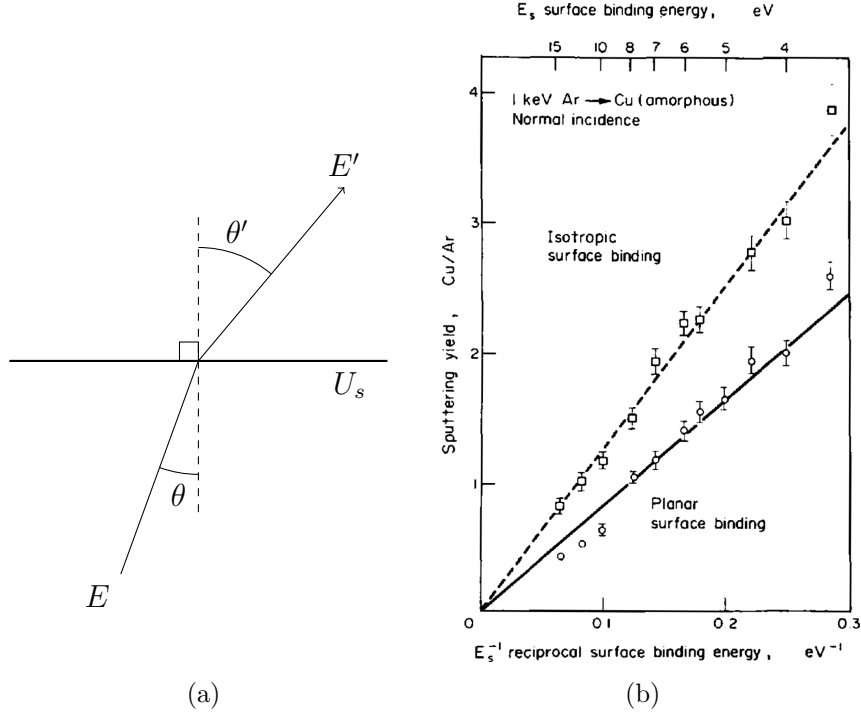 E′
θ′
U_s
θ
E
(a)
E_s surface binding energy, eV
15 10 8 7 6 5 4
4
1 keV Ar → Cu (amorphous)
Normal incidence
3
Isotropic
surface binding
Sputtering yield, Cu/Ar
2
1
Planar
surface binding
0 0 1 0 2 0.3
E_s^{-1} reciprocal surface binding energy, eV^{-1}
(b)